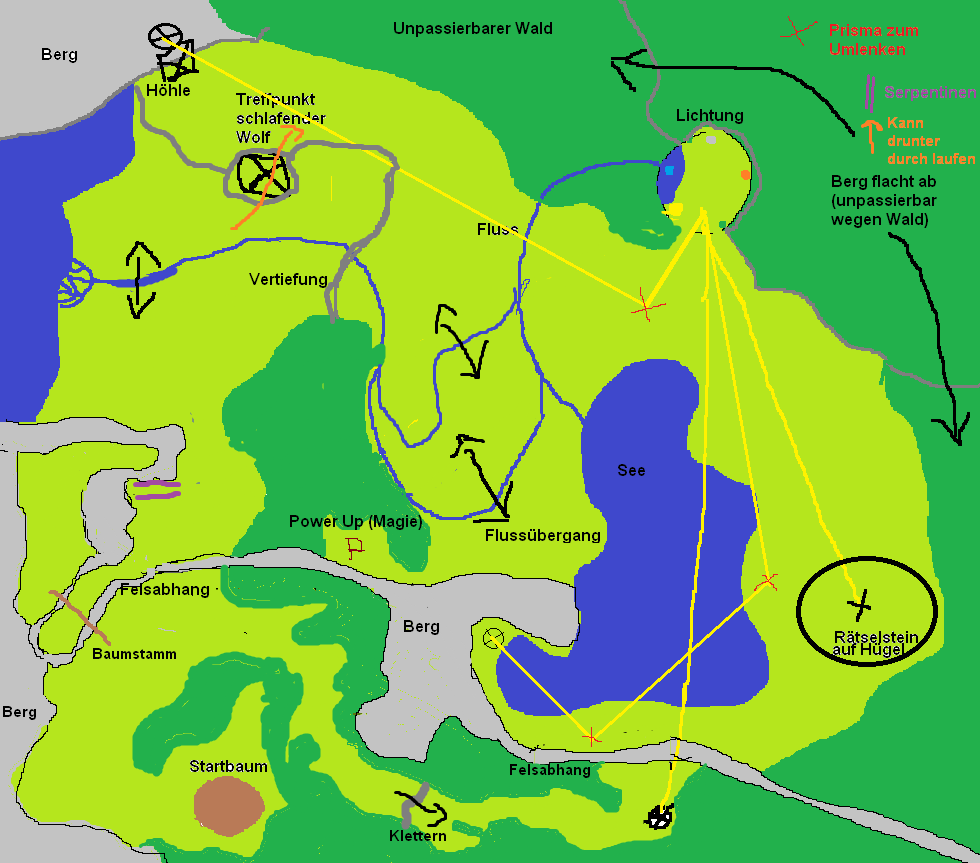 Unpassierbarer Wald
Prisma zum
Umlenken
Berg
Höhle
Serpentinen
Treffpunkt
schlafender
Wolf
Lichtung
Kann
drunter
durch laufen
Berg flacht ab
(unpassierbar
wegen Wald)
Fluss
Vertiefung
See
Power Up (Magie)
P
Flussübergang
Felsabhang
Berg
Rätselstein
auf Hügel
Baumstamm
Berg
Startbaum
Felsabhang
Klettern